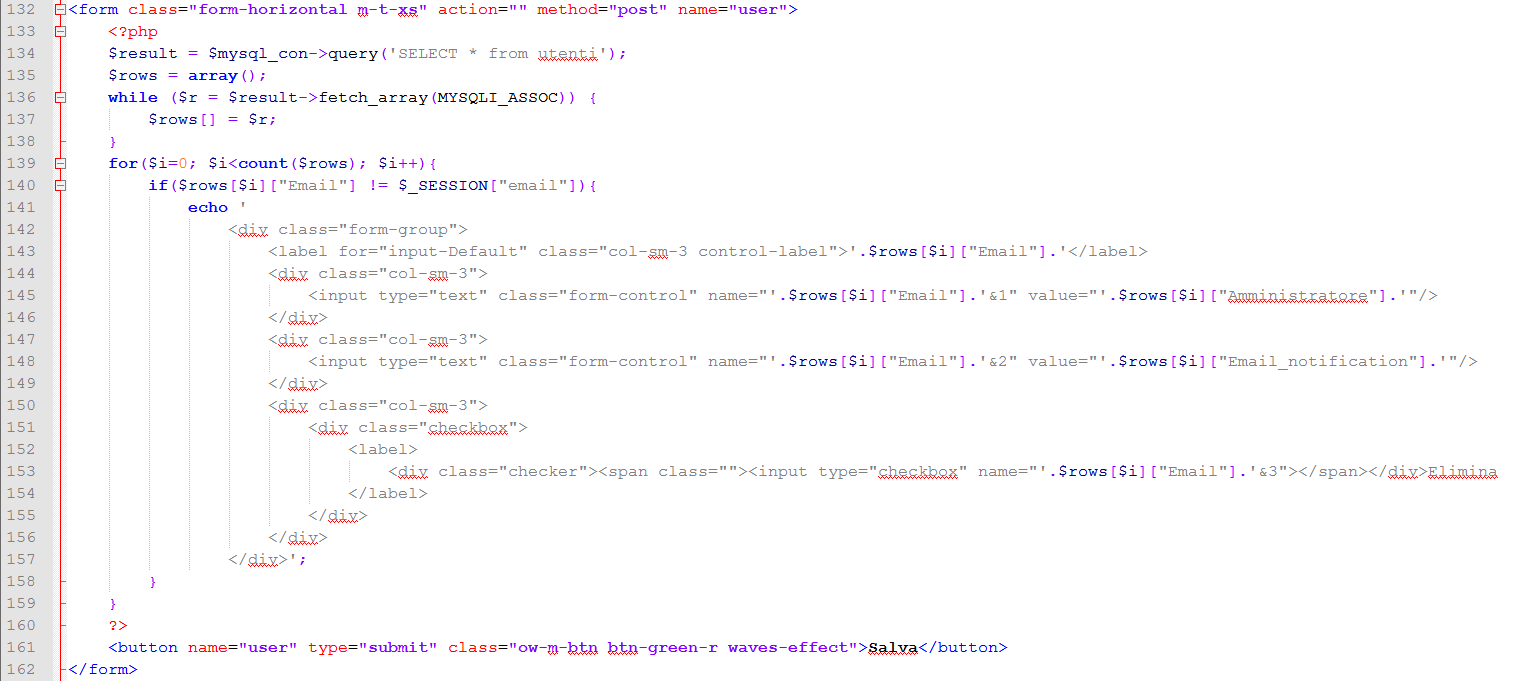 132 <form class="form-horizontal m-t-xs" action="" method="post" name="user">
133 <?php
134 $result = $mysql_con->query('SELECT * from utenti');
135 $rows = array();
136 while ($r = $result->fetch_array(MYSQLI_ASSOC)) {
137 $rows[] = $r;
138 }
139 for($i=0; $i<count($rows); $i++){
140 if($rows[$i]["Email"] != $_SESSION["email"]){
141 echo '
142 <div class="form-group">
143 <label for="input-Default" class="col-sm-3 control-label">'.$rows[$i]["Email"].'</label>
144 <div class="col-sm-3">
145 <input type="text" class="form-control" name="'.$rows[$i]["Email"].'&1" value="'.$rows[$i]["Amministratore"].'"/>
146 </div>
147 <div class="col-sm-3">
148 <input type="text" class="form-control" name="'.$rows[$i]["Email"].'&2" value="'.$rows[$i]["Email_notification"].'"/>
149 </div>
150 <div class="col-sm-3">
151 <div class="checkbox">
152 <label>
153 <div class="checker"><span class=""><input type="checkbox" name="'.$rows[$i]["Email"].'&3"></span></div>Elimina
154 </label>
155 </div>
156 </div>
157 </div>';
158 }
159 }
160 ?>
161 <button name="user" type="submit" class="ow-m-btn btn-green-r waves-effect">Salva</button>
162 </form>